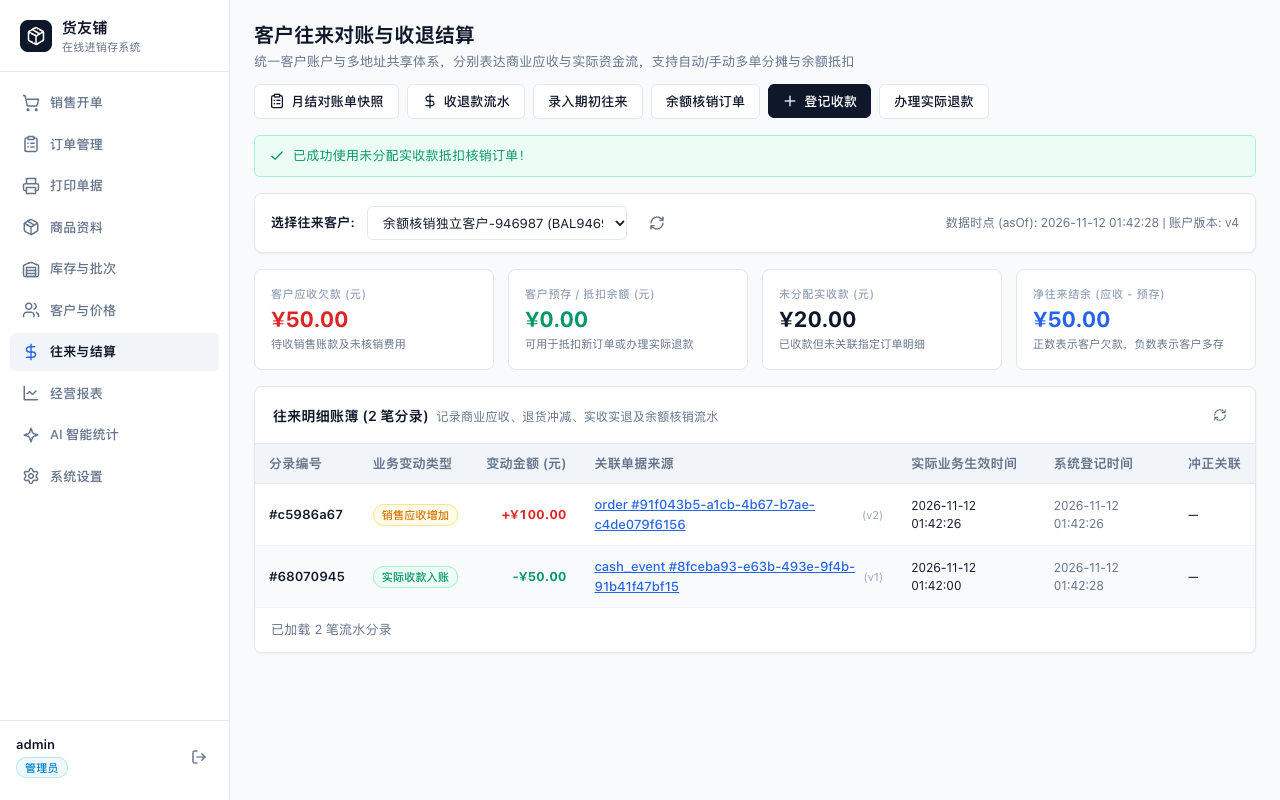 货友铺
在线进销存系统
销售开单
订单管理
打印单据
商品资料
库存与批次
客户与价格
往来与结算
经营报表
AI 智能统计
系统设置
admin
管理员
客户往来对账与收退结算
统一客户账户与多地址共享体系，分别表达商业应收与实际资金流，支持自动/手动多单分摊与余额抵扣
月结对账单快照
收退款流水
录入期初往来
余额核销订单
登记收款
办理实际退款
已成功使用未分配实收款抵扣核销订单！
选择往来客户:
余额核销独立客户-946987 (BAL946
数据时点 (asOf): 2026-11-12 01:42:28 | 账户版本: v4
客户应收欠款 (元)
¥50.00
待收销售账款及未核销费用
客户预存 / 抵扣余额 (元)
¥0.00
可用于抵扣新订单或办理实际退款
未分配实收款 (元)
¥20.00
已收款但未关联指定订单明细
净往来结余 (应收 - 预存)
¥50.00
正数表示客户欠款，负数表示客户多存
往来明细账簿 (2 笔分录) 记录商业应收、退货冲减、实收实退及余额核销流水
分录编号 业务变动类型 变动金额 (元) 关联单据来源 实际业务生效时间 系统登记时间 冲正关联
#c5986a67 销售应收增加 +¥100.00 order #91f043b5-a1cb-4b67-b7ae-c4de079f6156 (v2) 2026-11-12 01:42:26 2026-11-12 01:42:26 —
#68070945 实际收款入账 -¥50.00 cash_event #8fceba93-e63b-493e-9f4b-91b41f47bf15 (v1) 2026-11-12 01:42:00 2026-11-12 01:42:28 —
已加载 2 笔流水分录